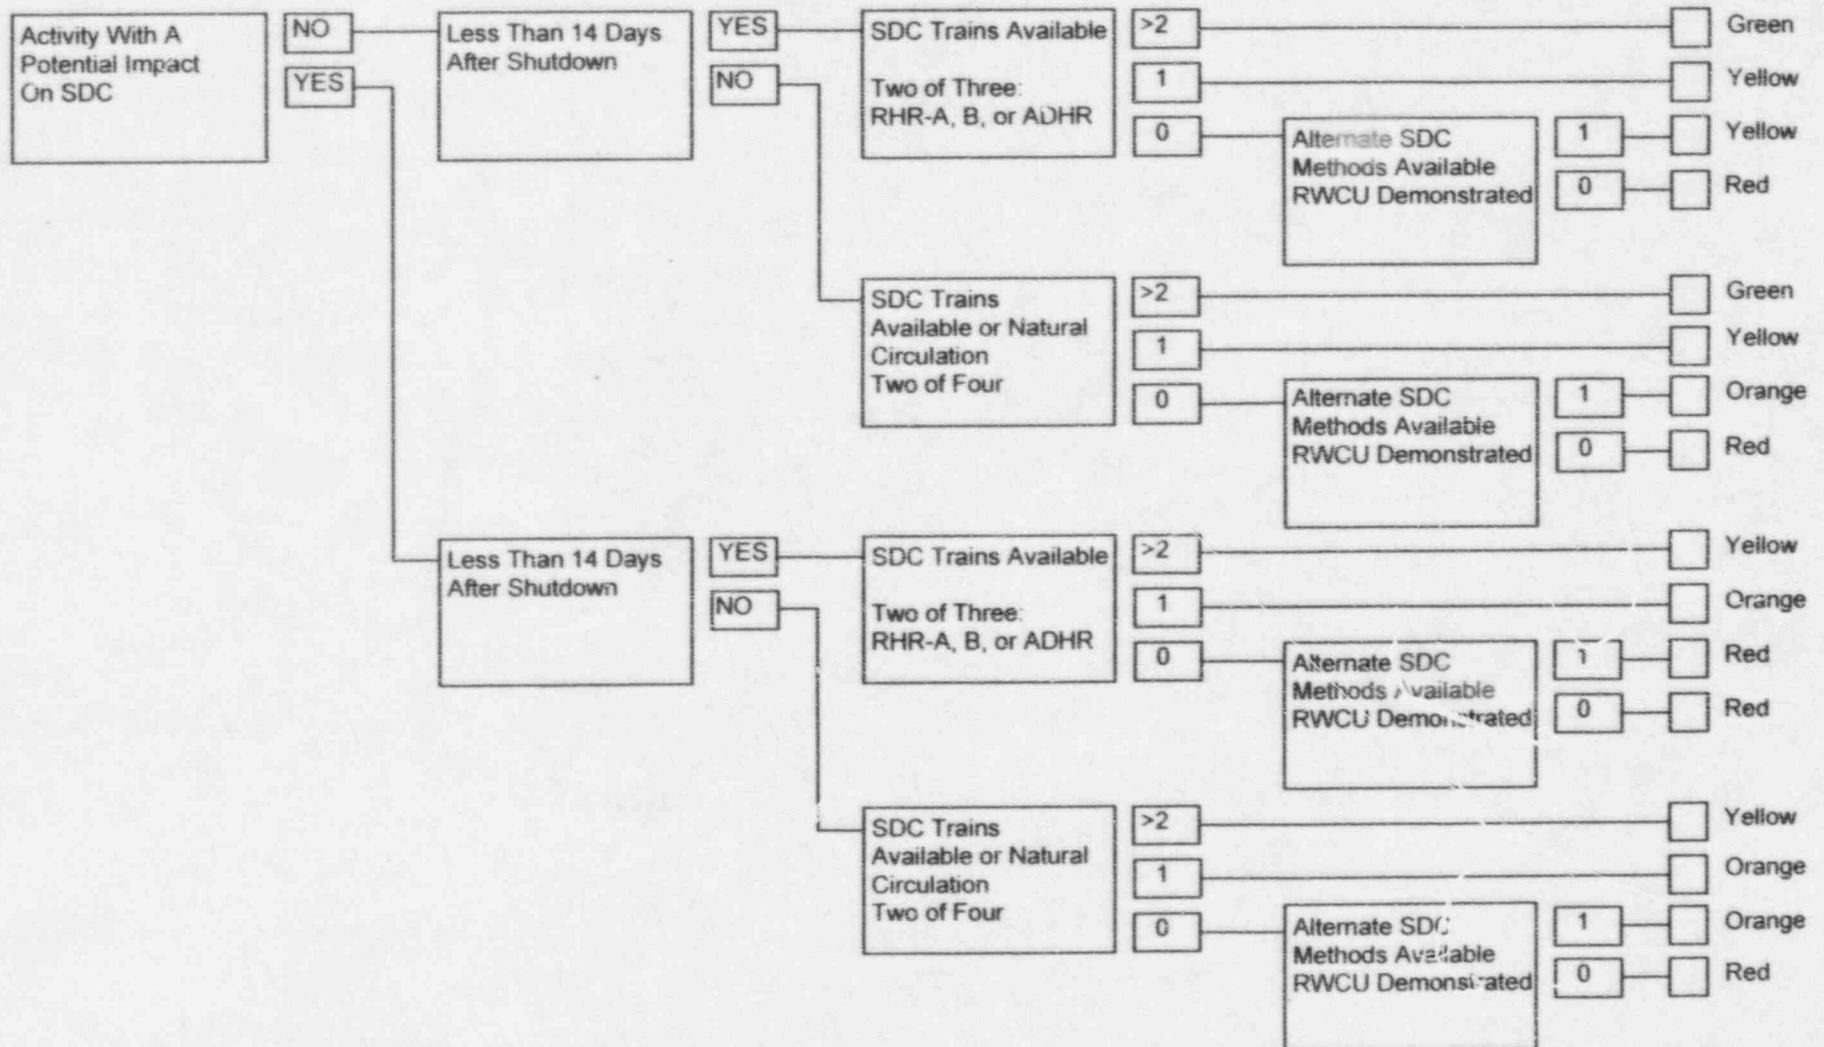 Activity With A
Potential Impact
On SDC
NO
YES
Less Than 14 Days
After Shutdown
YES
NO
SDC Trains Available
Two of Three:
RHR-A, B, or ADHR
>2
1
0
Green
Yellow
Alternate SDC
Methods Available
RWCU Demonstrated
1
0
Yellow
Red
SDC Trains
Available or Natural
Circulation
Two of Four
>2
1
0
Green
Yellow
Alternate SDC
Methods Available
RWCU Demonstrated
1
0
Orange
Red
Less Than 14 Days
After Shutdown
YES
NO
SDC Trains Available
Two of Three:
RHR-A, B, or ADHR
>2
1
0
Yellow
Orange
Alternate SDC
Methods Available
RWCU Demonstrated
1
0
Red
Red
SDC Trains
Available or Natural
Circulation
Two of Four
>2
1
0
Yellow
Orange
Alternate SDC
Methods Available
RWCU Demonstrated
1
0
Orange
Red